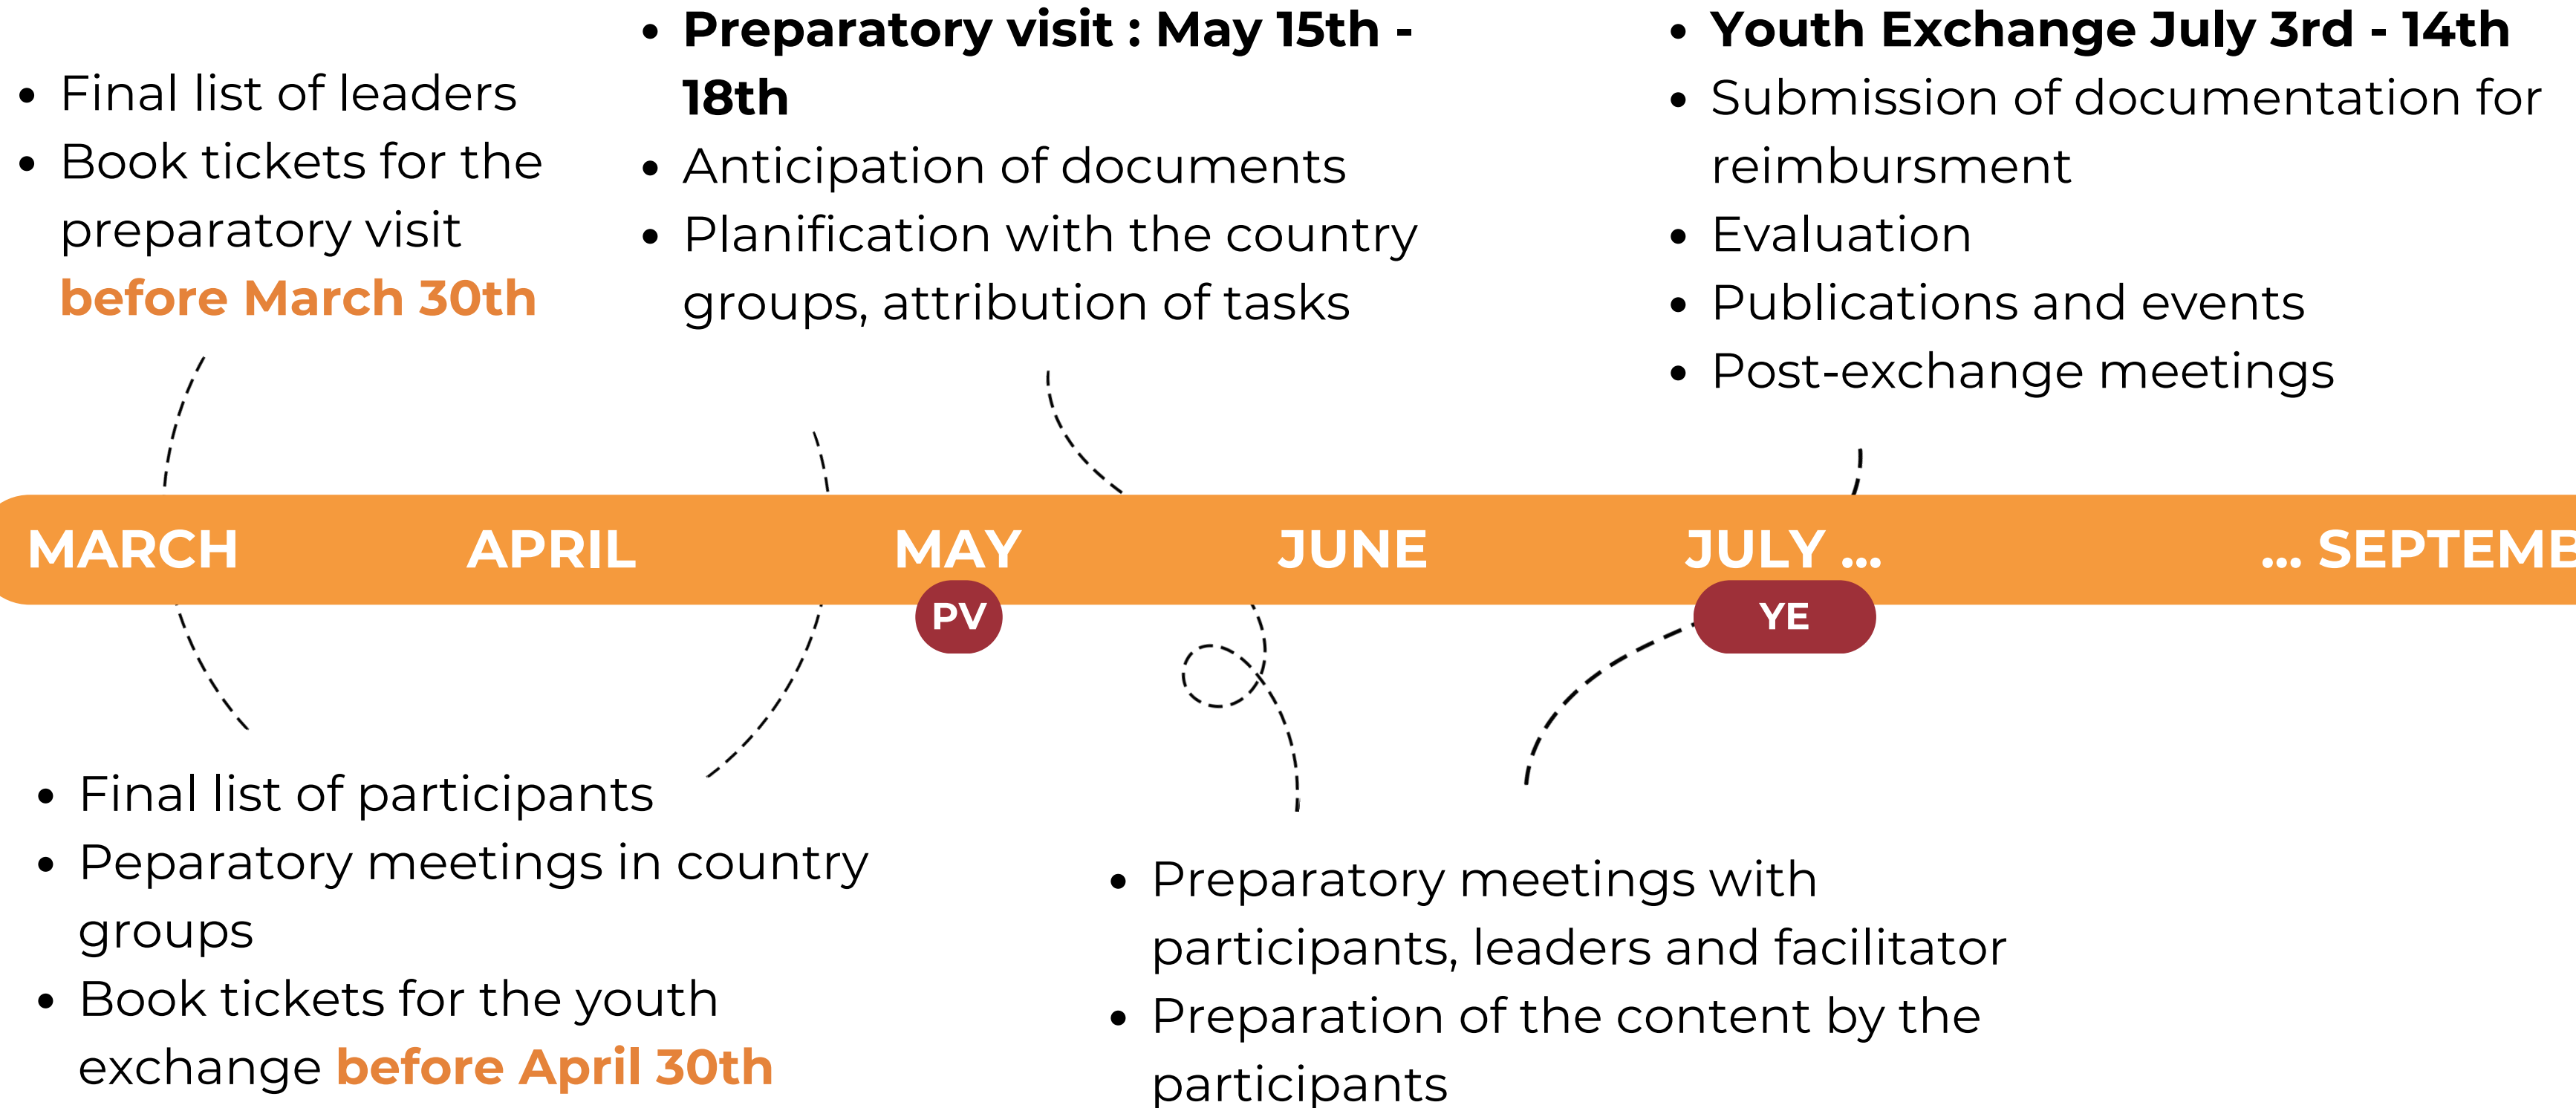 • Final list of leaders
• Book tickets for the
preparatory visit
before March 30th
• Preparatory visit : May 15th -
18th
• Anticipation of documents
• Planification with the country
groups, attribution of tasks
• Youth Exchange July 3rd - 14th
• Submission of documentation for
reimbursment
• Evaluation
• Publications and events
• Post-exchange meetings
MARCH
APRIL
MAY
JUNE
JULY ...
... SEPTEMB
PV
YE
• Final list of participants
• Peparatory meetings in country
groups
• Book tickets for the youth
exchange before April 30th
• Preparatory meetings with
participants, leaders and facilitator
• Preparation of the content by the
participants